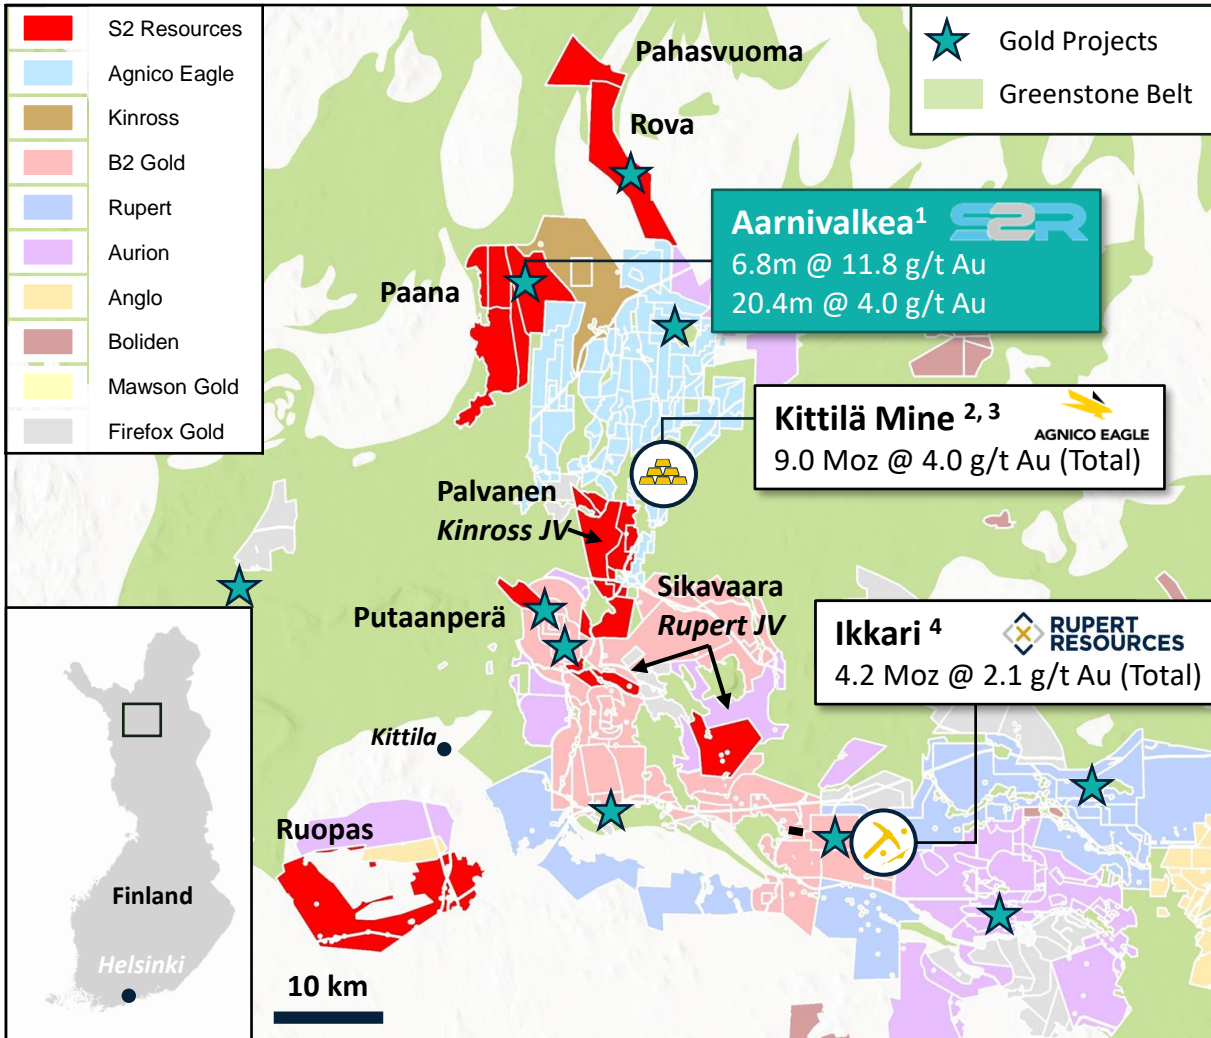 S2 Resources
Agnico Eagle
Kinross
B2 Gold
Rupert
Aurion
Anglo
Boliden
Mawson Gold
Firefox Gold
Gold Projects
Greenstone Belt
Pahasvuoma
Rova
Aarnivalkea¹
S2R
6.8m @ 11.8 g/t Au
20.4m @ 4.0 g/t Au
Paana
Kittilä Mine ², ³
AGNICO EAGLE
9.0 Moz @ 4.0 g/t Au (Total)
Palvanen
Kinross JV
Sikavaara
Rupert JV
Putaanperä
Ikkari ⁴
RUPERT
RESOURCES
4.2 Moz @ 2.1 g/t Au (Total)
Kittila
Ruopas
Finland
Helsinki
10 km